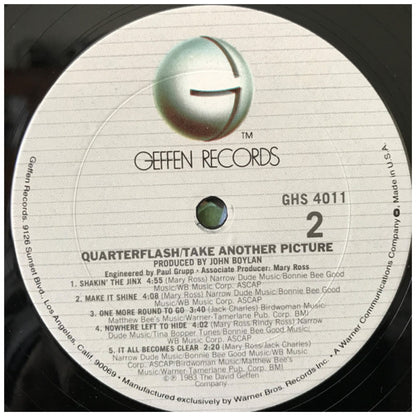 G
TM
GEFFEN RECORDS
GHS 4011
2
QUARTERFLASH/TAKE ANOTHER PICTURE
PRODUCED BY JOHN BOYLAN
Engineered by Paul Grupp - Associate Producer: Mary Ross
1. SHAKIN' THE JINX 4:55 (Mary Ross) Narrow Dude Music/Bonnie Bee Good
Music/WB Music Corp. ASCAP
2. MAKE IT SHINE 4:08 (Mary Ross) Narrow Dude Music/Bonnie Bee Good
Music/WB Music Corp. ASCAP
3. ONE MORE ROUND TO GO 3:40 (Jack Charles) Birdwoman Music/
Matthew Bee's Music/Warner-Tamerlane Pub. Corp. BMI
4. NOWHERE LEFT TO HIDE 4:02 (Mary Ross Rindy Ross) Narrow
Dude Music/Tina Bopper Tunes/Bonnie Bee Good Music/
WB Music Corp. ASCAP
5. IT ALL BECOMES CLEAR 2:20 (Mary Ross/Jack Charles)
Narrow Dude Music/Bonnie Bee Good Music/WB Music
Corp. ASCAP/Birdwoman Music/Matthew Bee's
Music/Warner-Tamerlane Pub. Corp. BMI
©℗ 1983 The David Geffen
Company
Geffen Records, 9126 Sunset Blvd., Los Angeles, Calif. 90069 • Manufactured exclusively by Warner Bros. Records Inc. • A Warner Communications Company Made in U.S.A.